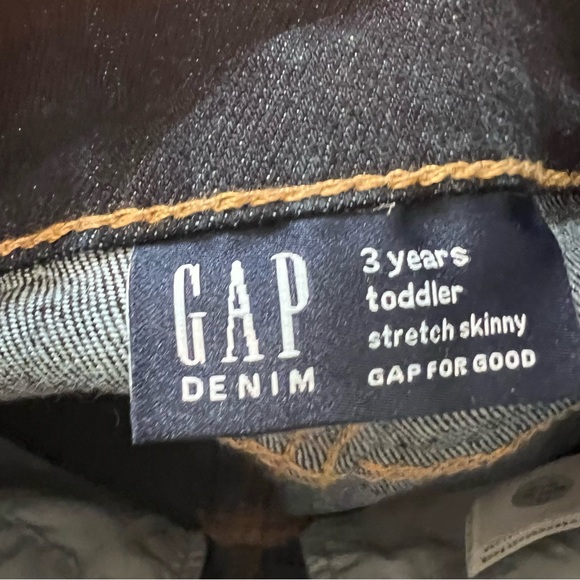 GAP
DENIM
3 years
toddler
stretch skinny
GAP FOR GOOD